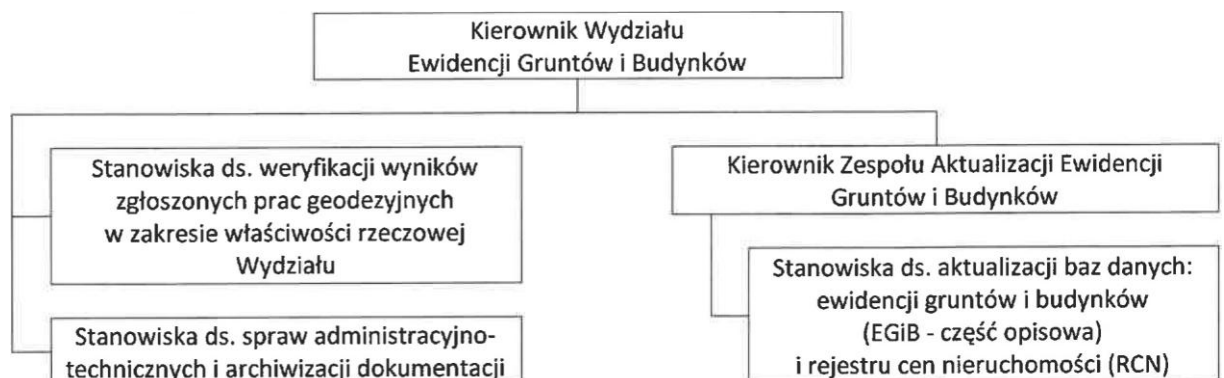 Kierownik Wydziału
Ewidencji Gruntów i Budynków
Stanowiska ds. weryfikacji wyników
zgłoszonych prac geodezyjnych
w zakresie właściwości rzeczowej
Wydziału
Stanowiska ds. spraw administracyjno-
technicznych i archiwizacji dokumentacji
Kierownik Zespołu Aktualizacji Ewidencji
Gruntów i Budynków
Stanowiska ds. aktualizacji baz danych:
ewidencji gruntów i budynków
(EGiB - część opisowa)
i rejestru cen nieruchomości (RCN)